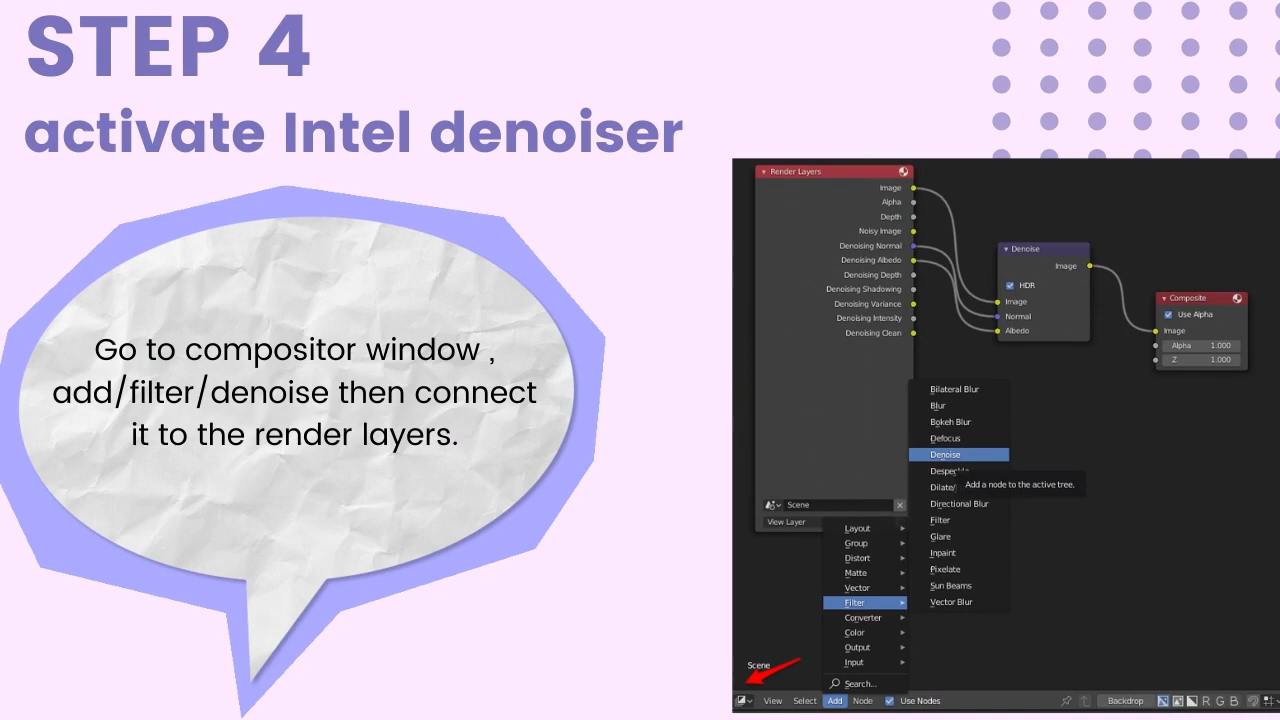 STEP 4
activate Intel denoiser
Go to compositor window ,
add/filter/denoise then connect
it to the render layers.
Render Layers
Image
Alpha
Depth
Noisy Image
Denoising Normal
Denoising Albedo
Denoising Depth
Denoising Shadowing
Denoising Variance
Denoising Intensity
Denoising Clean
Scene
View Layer
Denoise
Image
HDR
Image
Normal
Albedo
Composite
Use Alpha
Image
Alpha 1.000
Z 1.000
Bilateral Blur
Blur
Bokeh Blur
Defocus
Denoise
Despeckle
Add a node to the active tree.
Dilate/
Directional Blur
Filter
Glare
Inpaint
Pixelate
Sun Beams
Vector Blur
Layout
Group
Distort
Matte
Vector
Filter
Converter
Color
Output
Input
Search...
Scene
View Select Add Node Use Nodes Backdrop R G B